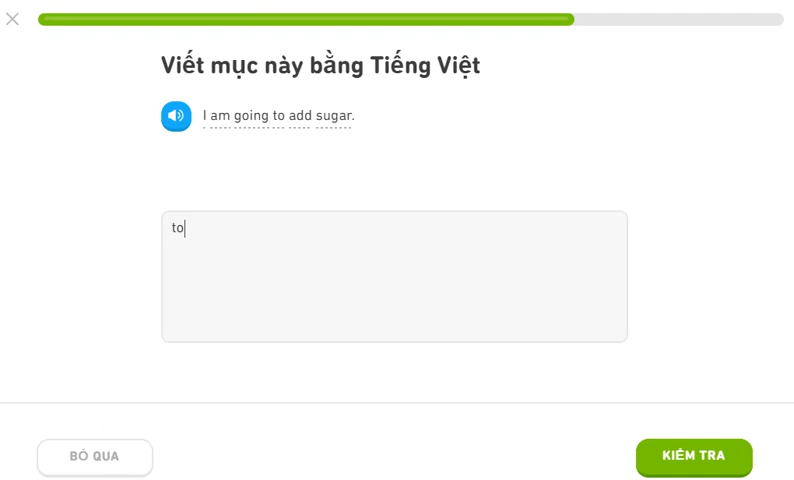 Viết mục này bằng Tiếng Việt
I am going to add sugar.
to
BỎ QUA
KIỂM TRA